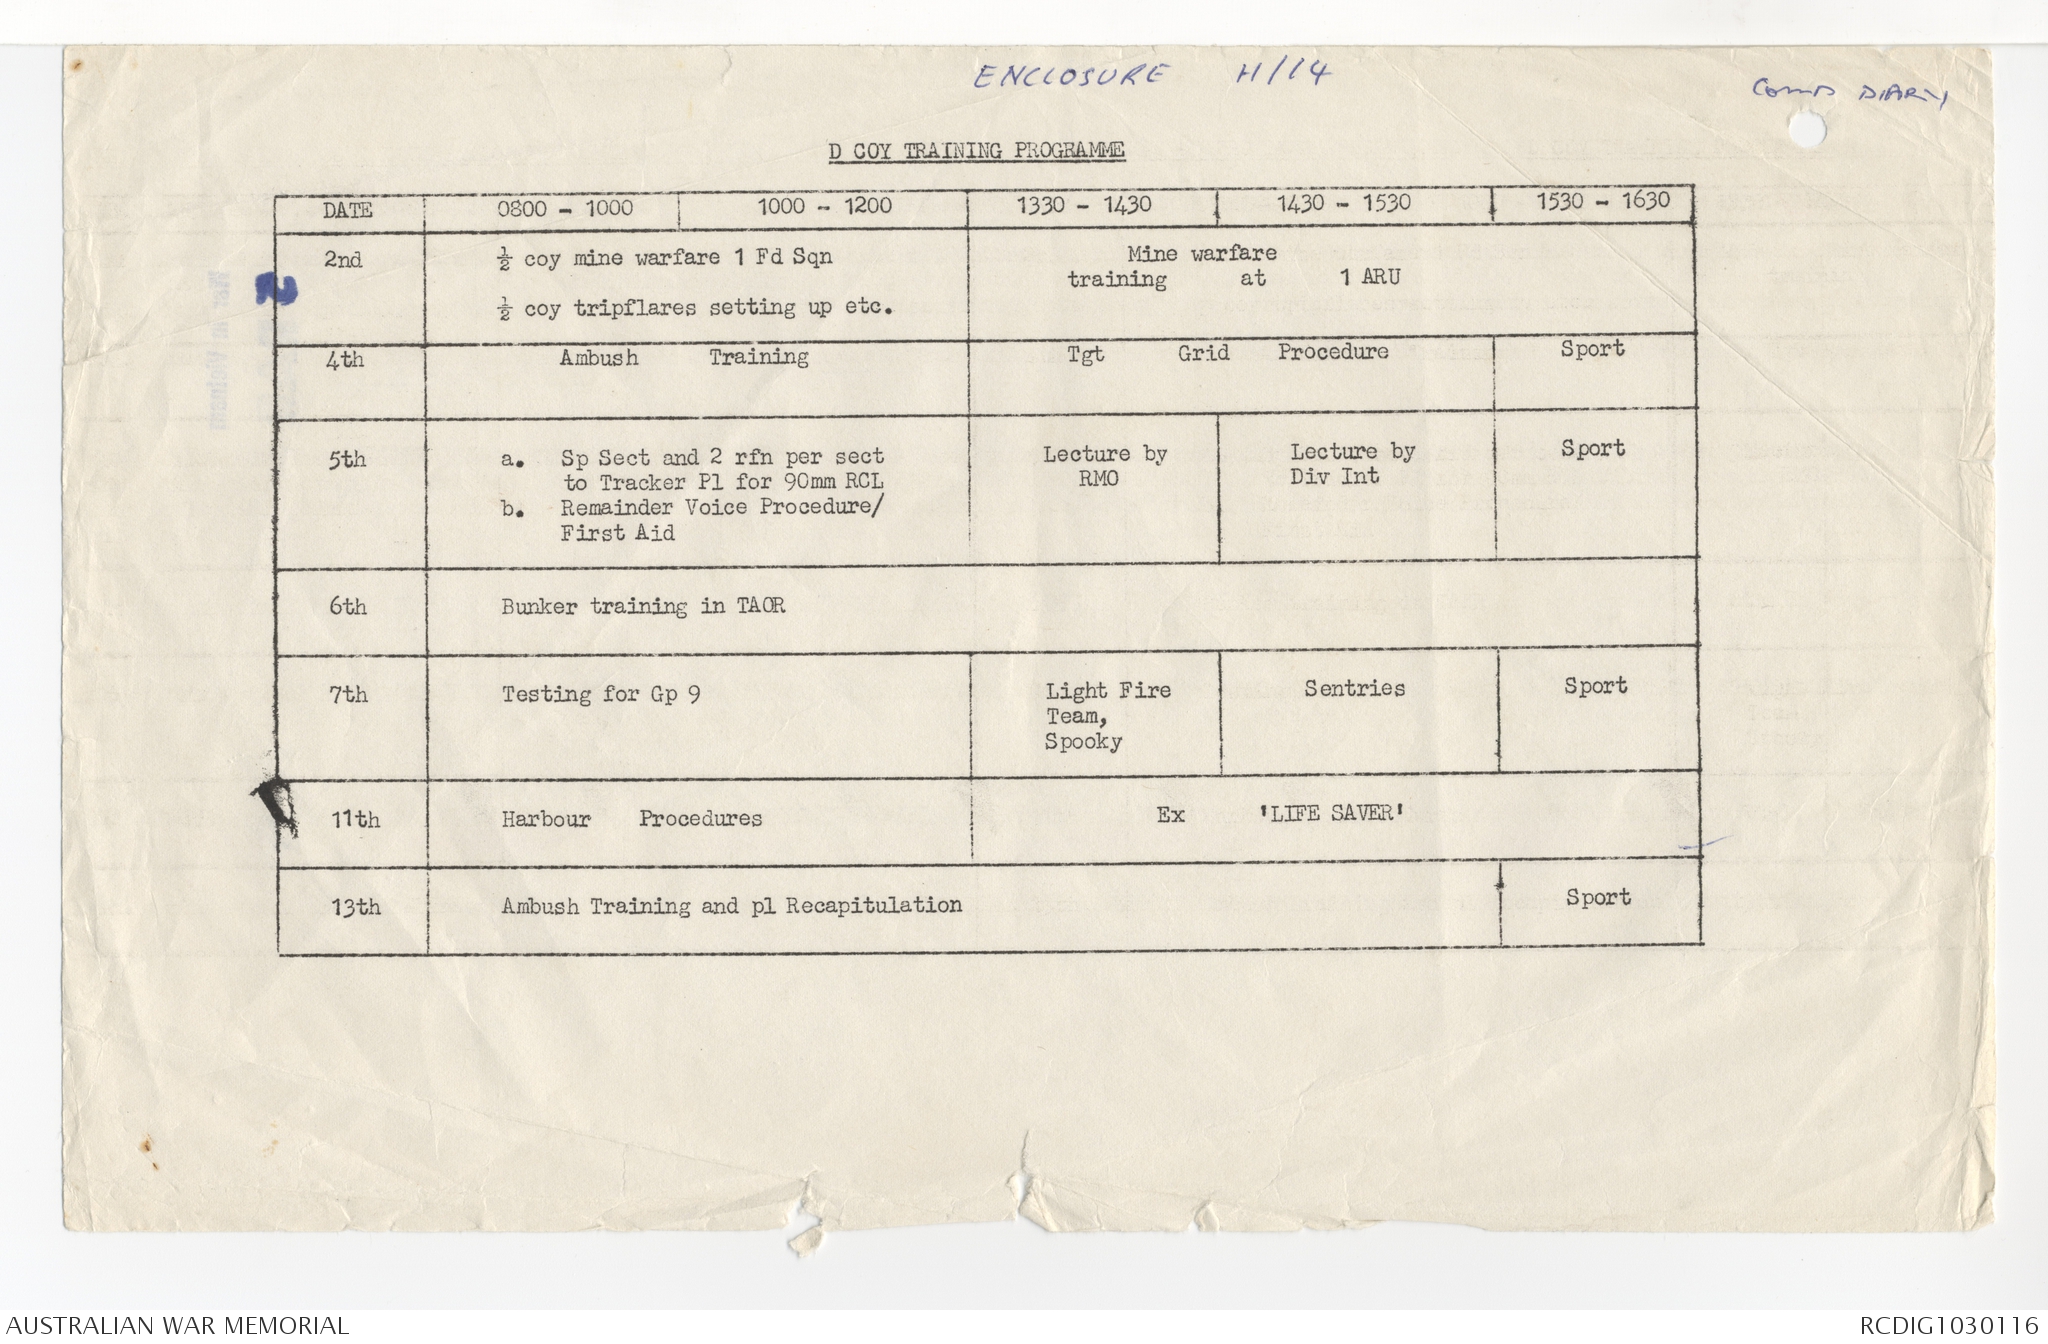 ENCLOSURE H/14
COMD DIARY
D COY TRAINING PROGRAMME
DATE 0800 - 1000 1000 - 1200 1330 - 1430 1430 - 1530 1530 - 1630
2nd ½ coy mine warfare 1 Fd Sqn Mine warfare
training at 1 ARU
½ coy tripflares setting up etc.
4th Ambush Training Tgt Grid Procedure Sport
5th a. Sp Sect and 2 rfn per sect Lecture by Lecture by Sport
to Tracker Pl for 90mm RCL RMO Div Int
b. Remainder Voice Procedure/
First Aid
6th Bunker training in TAOR
7th Testing for Gp 9 Light Fire Sentries Sport
Team,
Spooky
11th Harbour Procedures Ex 'LIFE SAVER'
13th Ambush Training and pl Recapitulation Sport
AUSTRALIAN WAR MEMORIAL RCDIG1030116